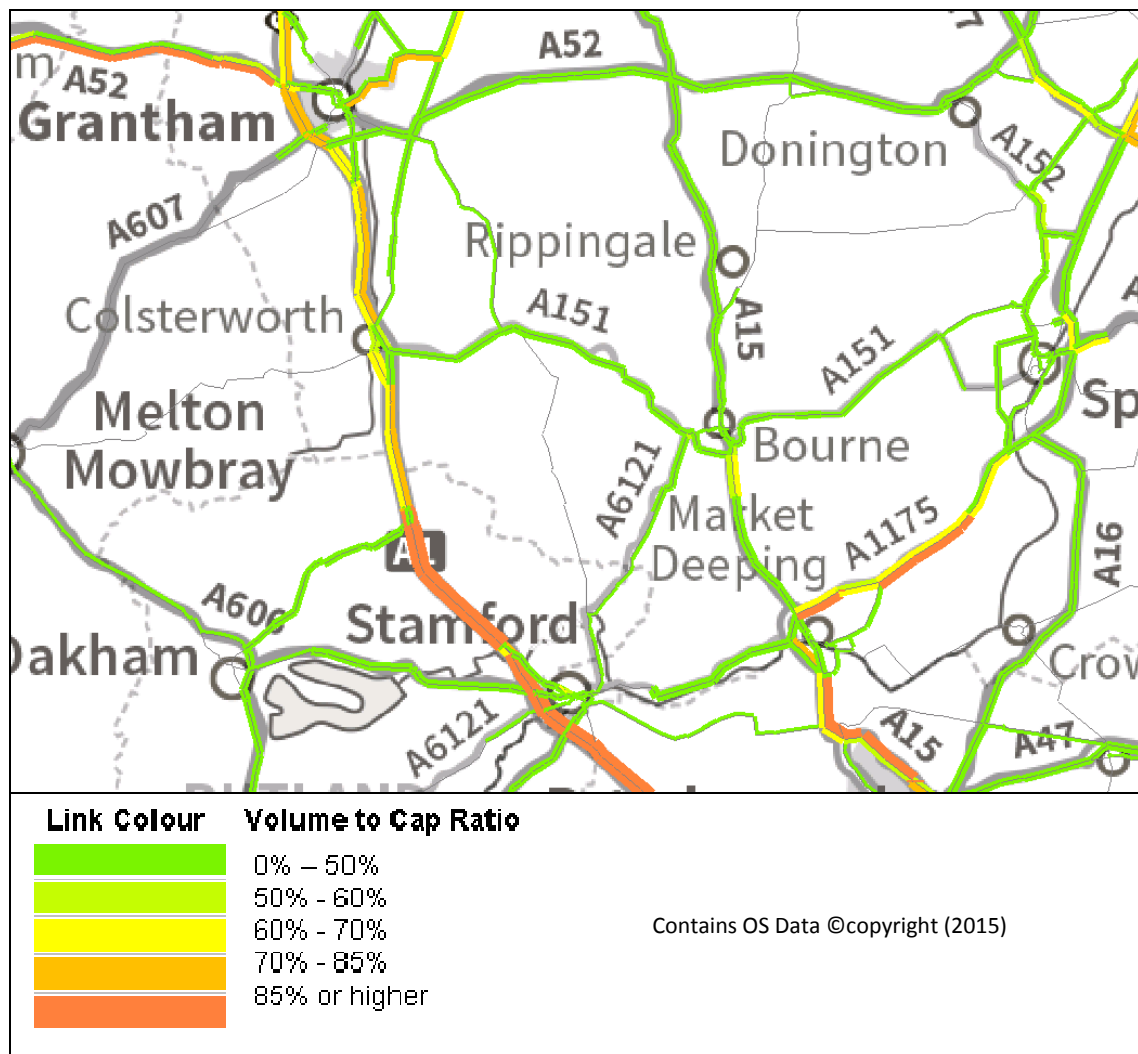 A52
m
A52
Grantham
Donington
A152
A607
Rippingale
A151
Colsterworth
A15
A151
Melton
Mowbray
Sp
Bourne
A6121
Market
Deeping
A1175
A1
A16
A606
Stamford
Oakham
Crow
A6121
A15
A47
Link Colour Volume to Cap Ratio
0% – 50%
50% - 60%
60% - 70%
70% - 85%
85% or higher
Contains OS Data ©copyright (2015)